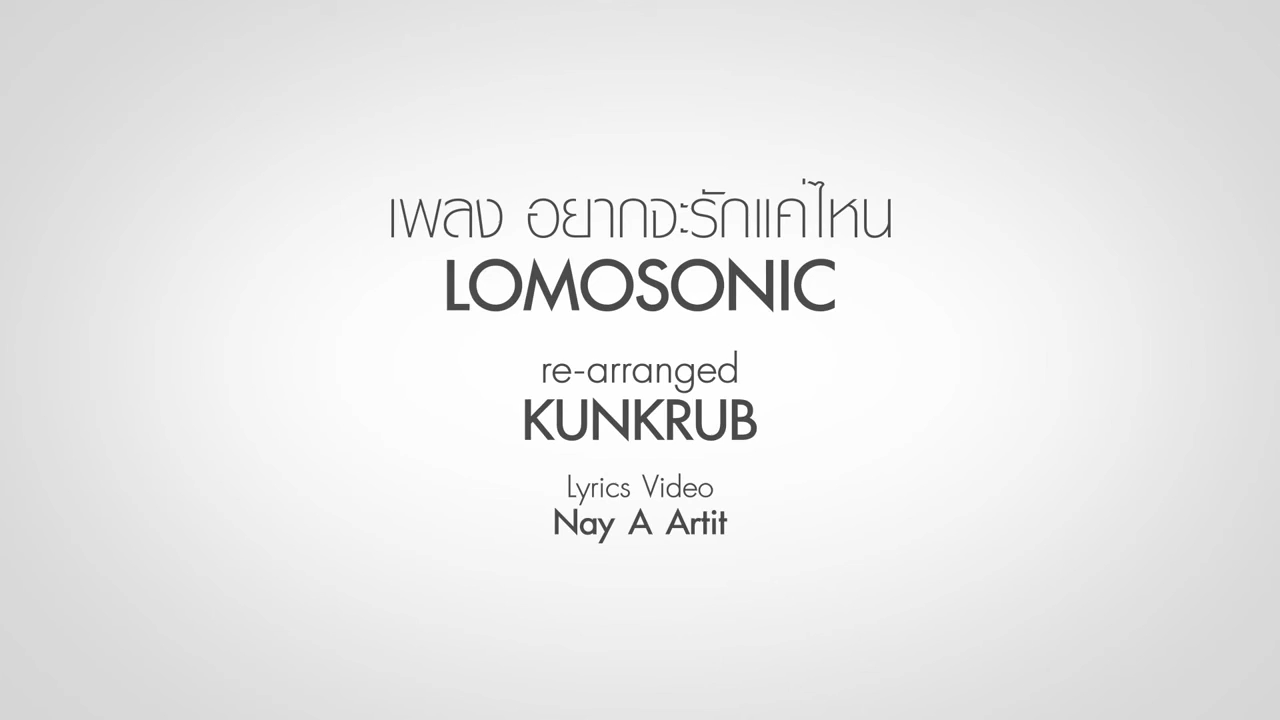 เพลง อยากจะรักแค่ไหน
LOMOSONIC
re-arranged
KUNKRUB
Lyrics Video
Nay A Artit